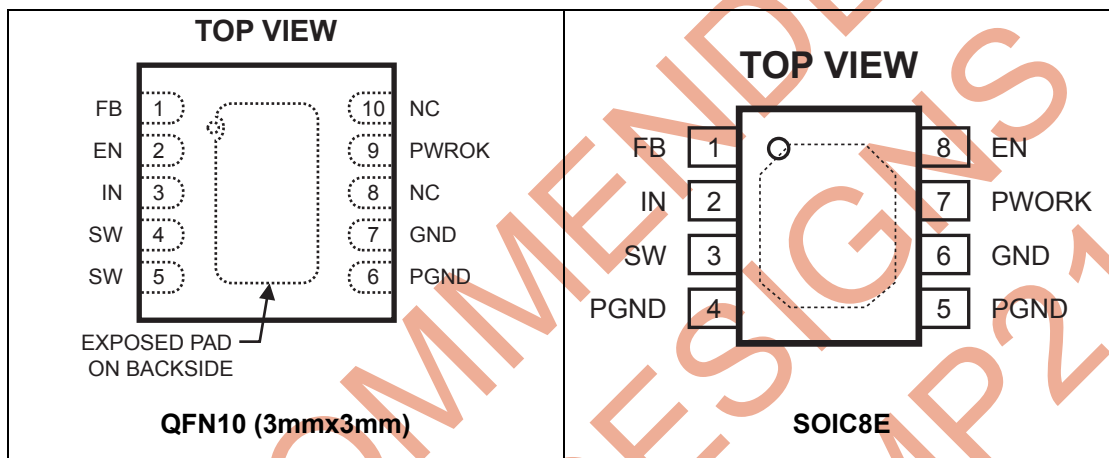 TOP VIEW
FB 1
EN 2
IN 3
SW 4
SW 5
10 NC
9 PWROK
8 NC
7 GND
6 PGND
EXPOSED PAD
ON BACKSIDE
QFN10 (3mmx3mm)
TOP VIEW
FB 1
IN 2
SW 3
PGND 4
8 EN
7 PWORK
6 GND
5 PGND
SOIC8E